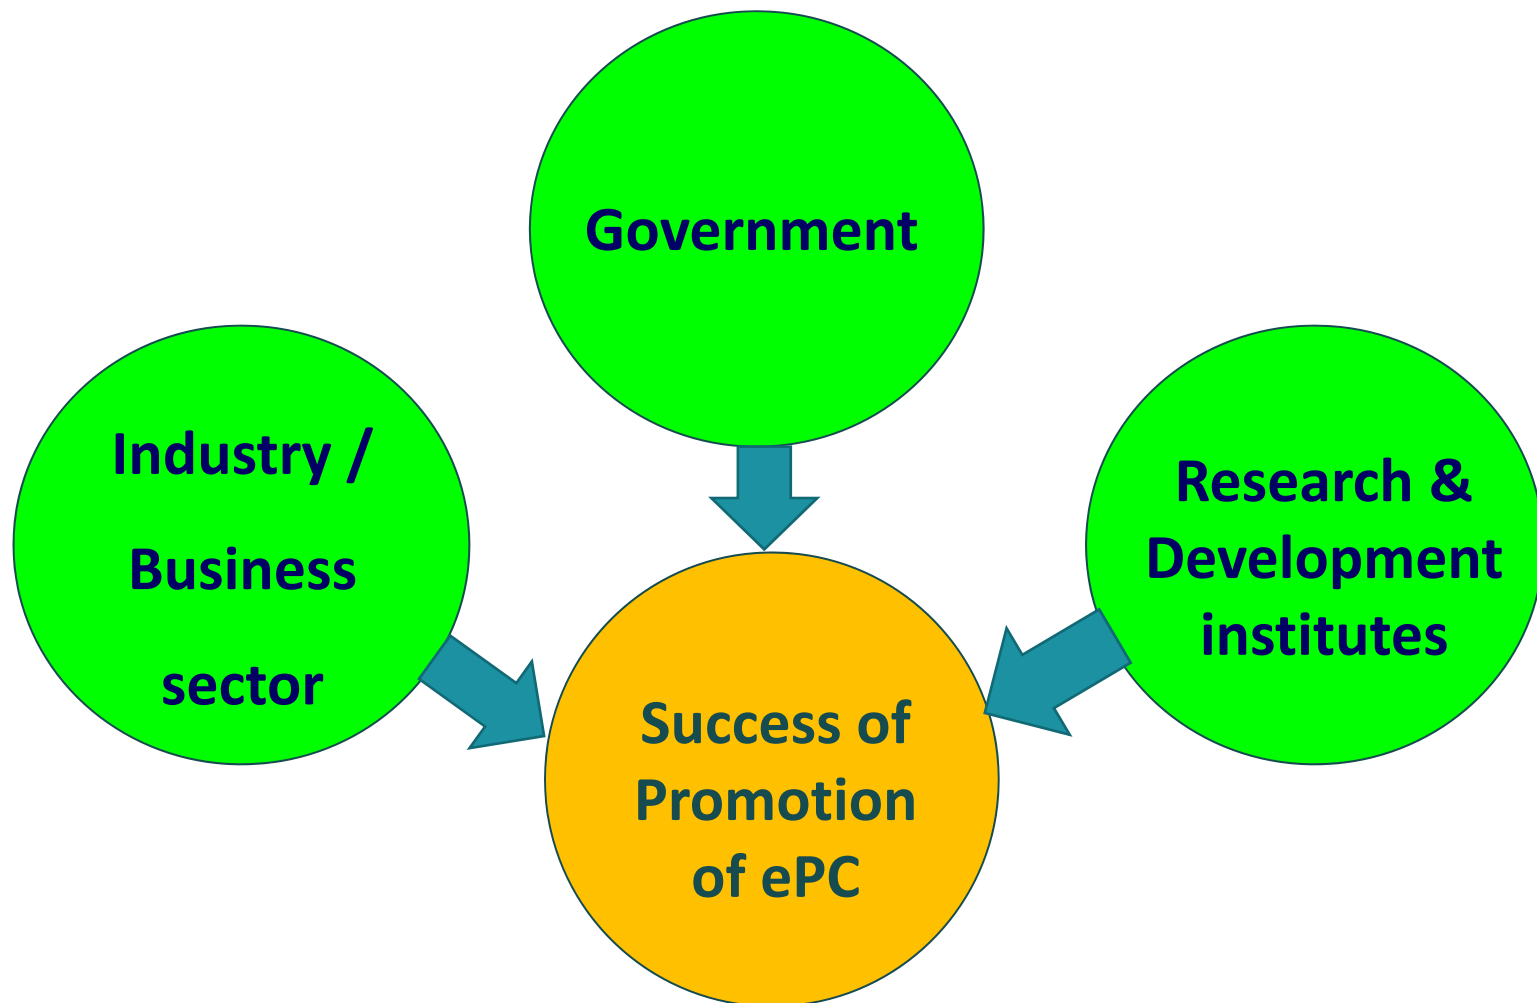 Government
Industry /
Business
sector
Research &
Development
institutes
Success of
Promotion
of ePC